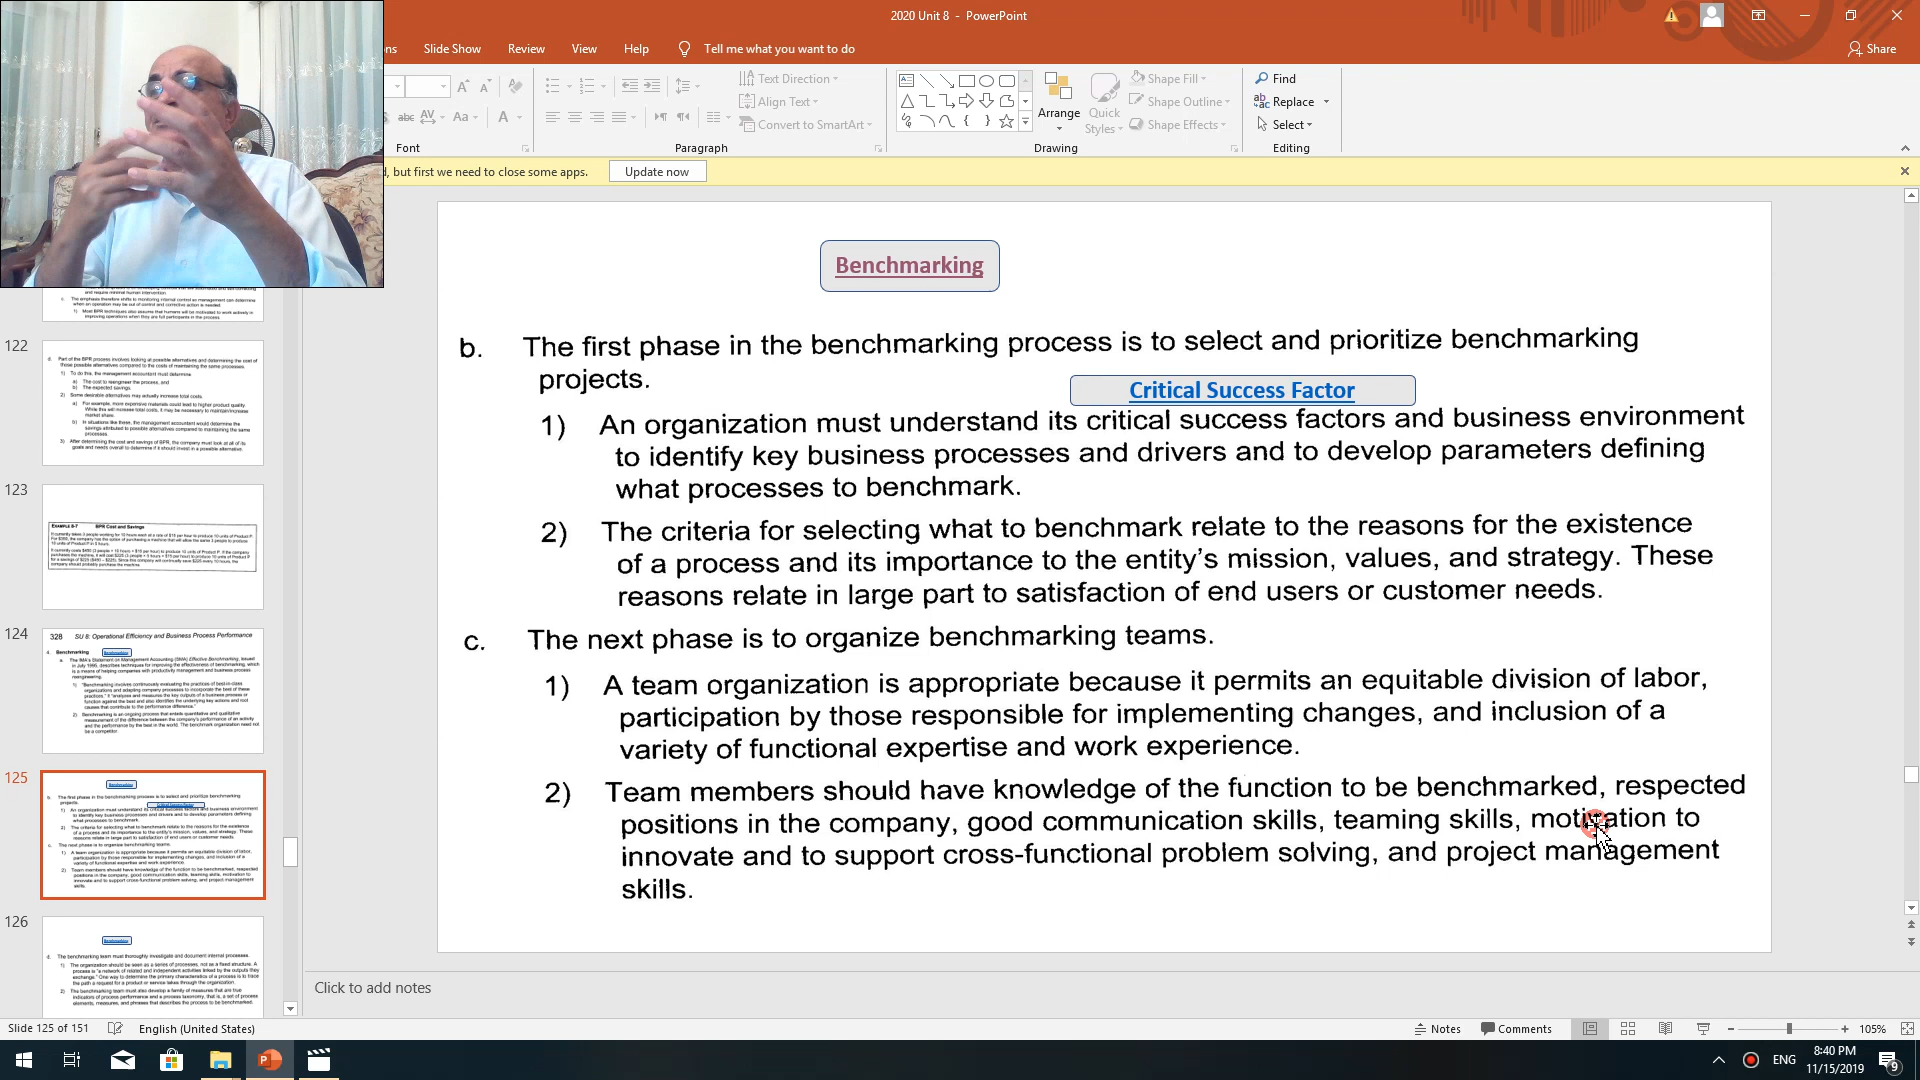 2020 Unit 8 - PowerPoint
ns Slide Show Review View Help Tell me what you want to do Share
Text Direction
Align Text
Convert to SmartArt
Arrange
Quick Styles
Shape Fill
Shape Outline
Shape Effects
Find
Replace
Select
Font Paragraph Drawing Editing
, but first we need to close some apps. Update now
Benchmarking
b. The first phase in the benchmarking process is to select and prioritize benchmarking
projects.
Critical Success Factor
1) An organization must understand its critical success factors and business environment
to identify key business processes and drivers and to develop parameters defining
what processes to benchmark.
2) The criteria for selecting what to benchmark relate to the reasons for the existence
of a process and its importance to the entity's mission, values, and strategy. These
reasons relate in large part to satisfaction of end users or customer needs.
c. The next phase is to organize benchmarking teams.
1) A team organization is appropriate because it permits an equitable division of labor,
participation by those responsible for implementing changes, and inclusion of a
variety of functional expertise and work experience.
2) Team members should have knowledge of the function to be benchmarked, respected
positions in the company, good communication skills, teaming skills, motivation to
innovate and to support cross-functional problem solving, and project management
skills.
122
123
124
328 SU 8: Operational Efficiency and Business Process Performance
125
126
Click to add notes
Slide 125 of 151 English (United States) Notes Comments 105%
ENG
8:40 PM
11/15/2019
9